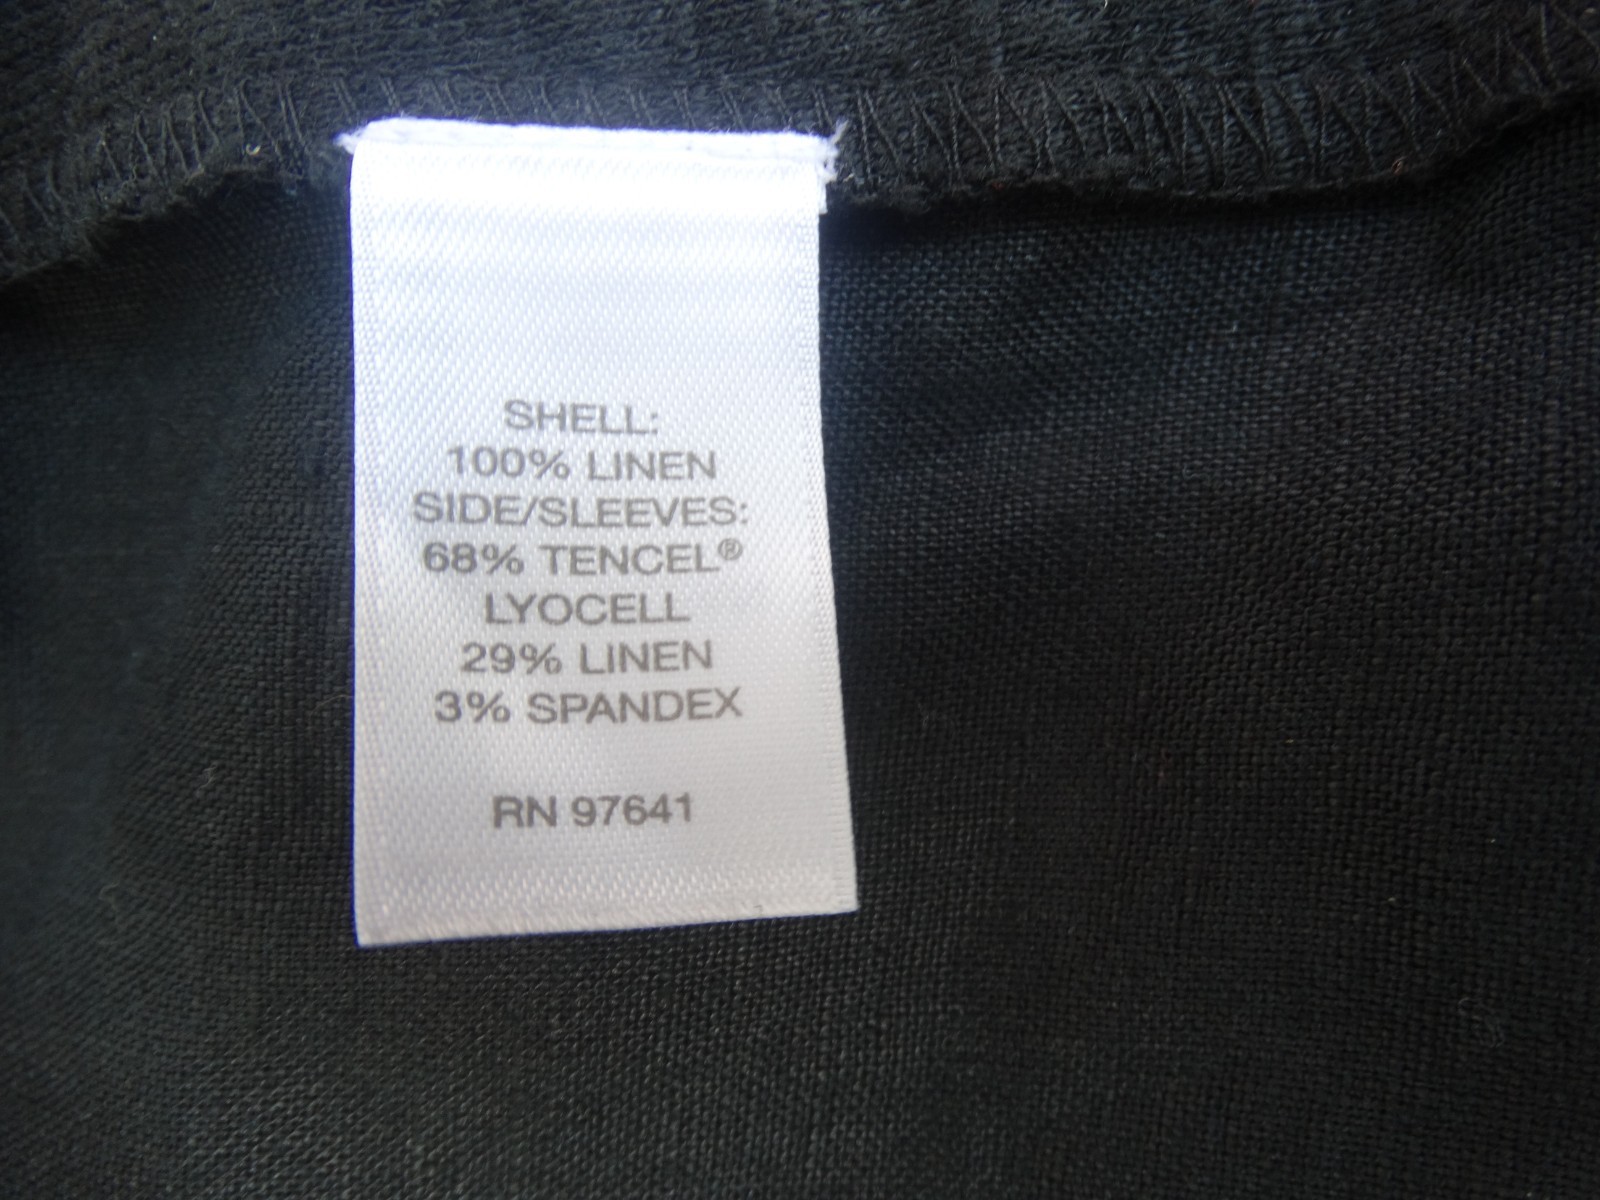 SHELL:
100% LINEN
SIDE/SLEEVES:
68% TENCEL®
LYOCELL
29% LINEN
3% SPANDEX
RN 97641